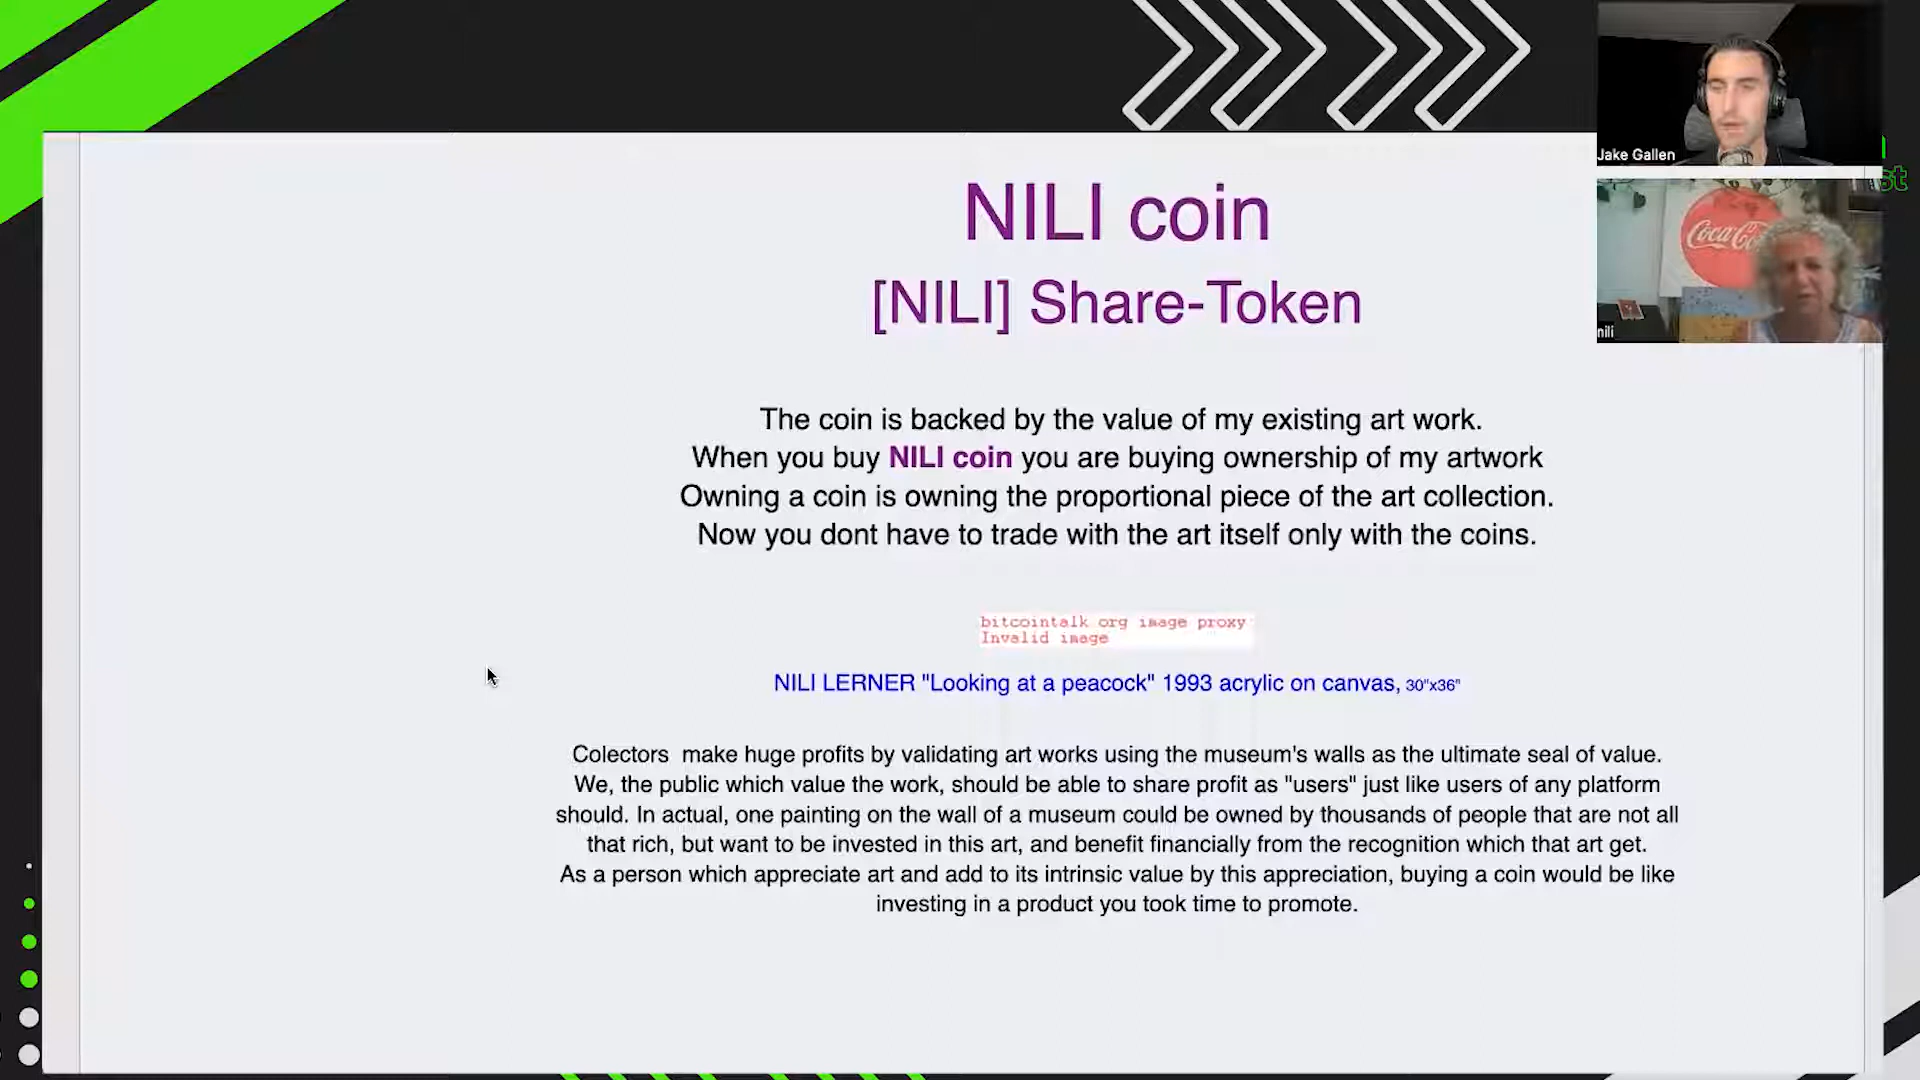 Jake Gallen
st
Coca-Co
nili
NILI coin
[NILI] Share-Token
The coin is backed by the value of my existing art work.
When you buy NILI coin you are buying ownership of my artwork
Owning a coin is owning the proportional piece of the art collection.
Now you dont have to trade with the art itself only with the coins.
bitcointalk.org image proxy
Invalid image
NILI LERNER "Looking at a peacock" 1993 acrylic on canvas, 30"x36"
Colectors  make huge profits by validating art works using the museum's walls as the ultimate seal of value.
We, the public which value the work, should be able to share profit as "users" just like users of any platform
should. In actual, one painting on the wall of a museum could be owned by thousands of people that are not all
that rich, but want to be invested in this art, and benefit financially from the recognition which that art get.
As a person which appreciate art and add to its intrinsic value by this appreciation, buying a coin would be like
investing in a product you took time to promote.